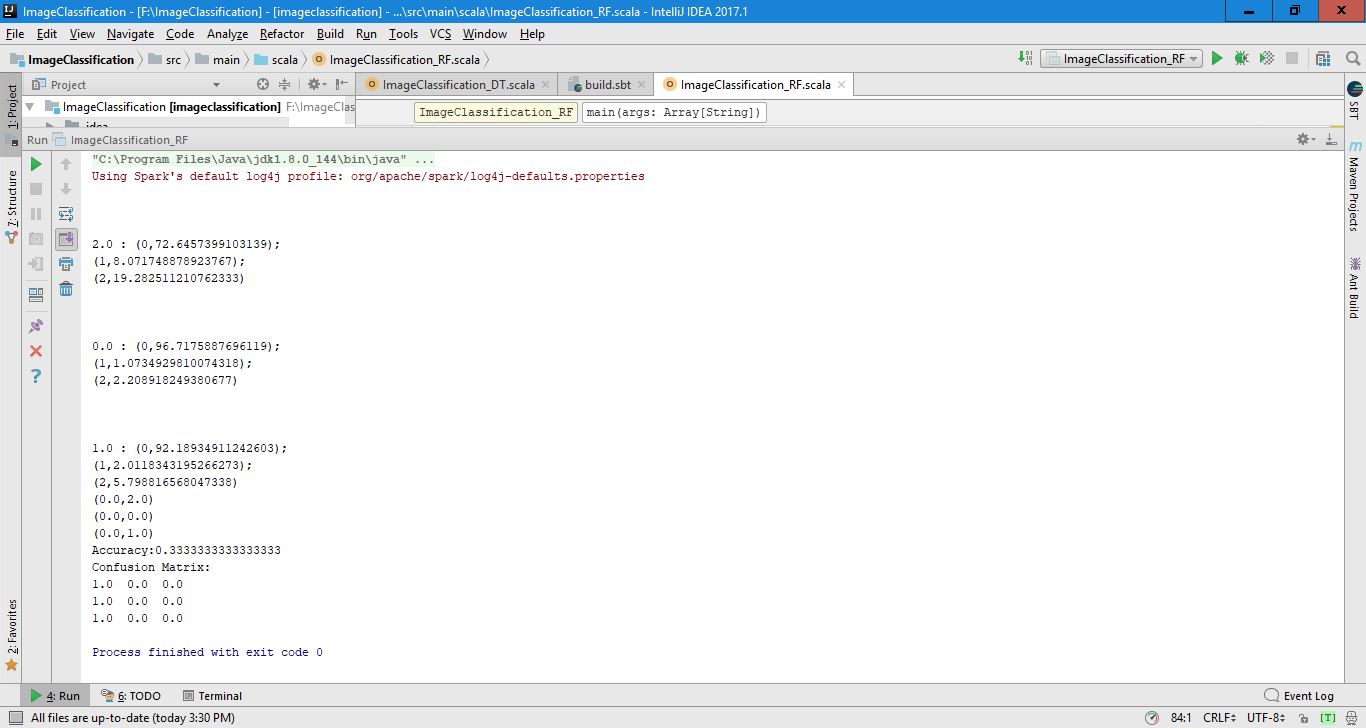 ImageClassification - [F:\ImageClassification] - [imageclassification] - ...\src\main\scala\ImageClassification_RF.scala - IntelliJ IDEA 2017.1
File Edit View Navigate Code Analyze Refactor Build Run Tools VCS Window Help
ImageClassification src main scala ImageClassification_RF.scala ImageClassification_RF
1: Project
Project
ImageClassification_DT.scala build.sbt ImageClassification_RF.scala
ImageClassification [imageclassification] F:\ImageClas
ImageClassification_RF main(args: Array[String])
Run ImageClassification_RF
"C:\Program Files\Java\jdk1.8.0_144\bin\java" ...
Using Spark's default log4j profile: org/apache/spark/log4j-defaults.properties
2.0 : (0,72.6457399103139);
(1,8.071748878923767);
(2,19.282511210762333)
0.0 : (0,96.7175887696119);
(1,1.0734929810074318);
(2,2.208918249380677)
1.0 : (0,92.18934911242603);
(1,2.0118343195266273);
(2,5.798816568047338)
(0.0,2.0)
(0.0,0.0)
(0.0,1.0)
Accuracy:0.3333333333333333
Confusion Matrix:
1.0 0.0 0.0
1.0 0.0 0.0
1.0 0.0 0.0
Process finished with exit code 0
7: Structure
2: Favorites
SBT
Maven Projects
Ant Build
4: Run 6: TODO Terminal Event Log
All files are up-to-date (today 3:30 PM) 84:1 CRLF UTF-8 [T]